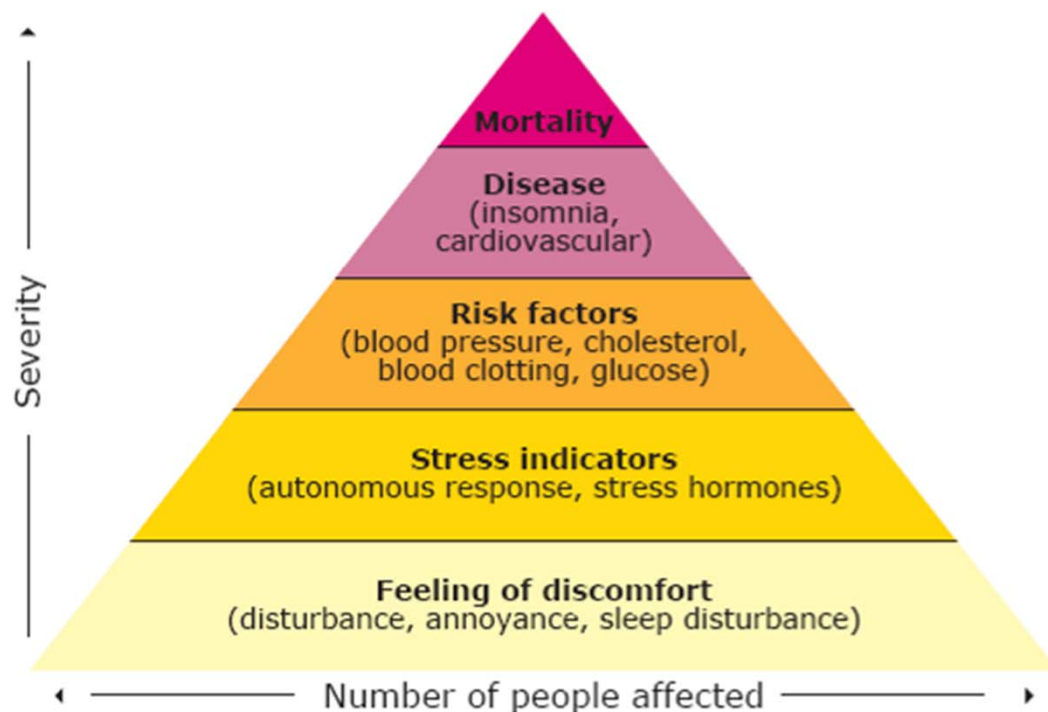 Mortality
Disease
(insomnia,
cardiovascular)
Risk factors
(blood pressure, cholesterol,
blood clotting, glucose)
Stress indicators
(autonomous response, stress hormones)
Feeling of discomfort
(disturbance, annoyance, sleep disturbance)
Severity
Number of people affected